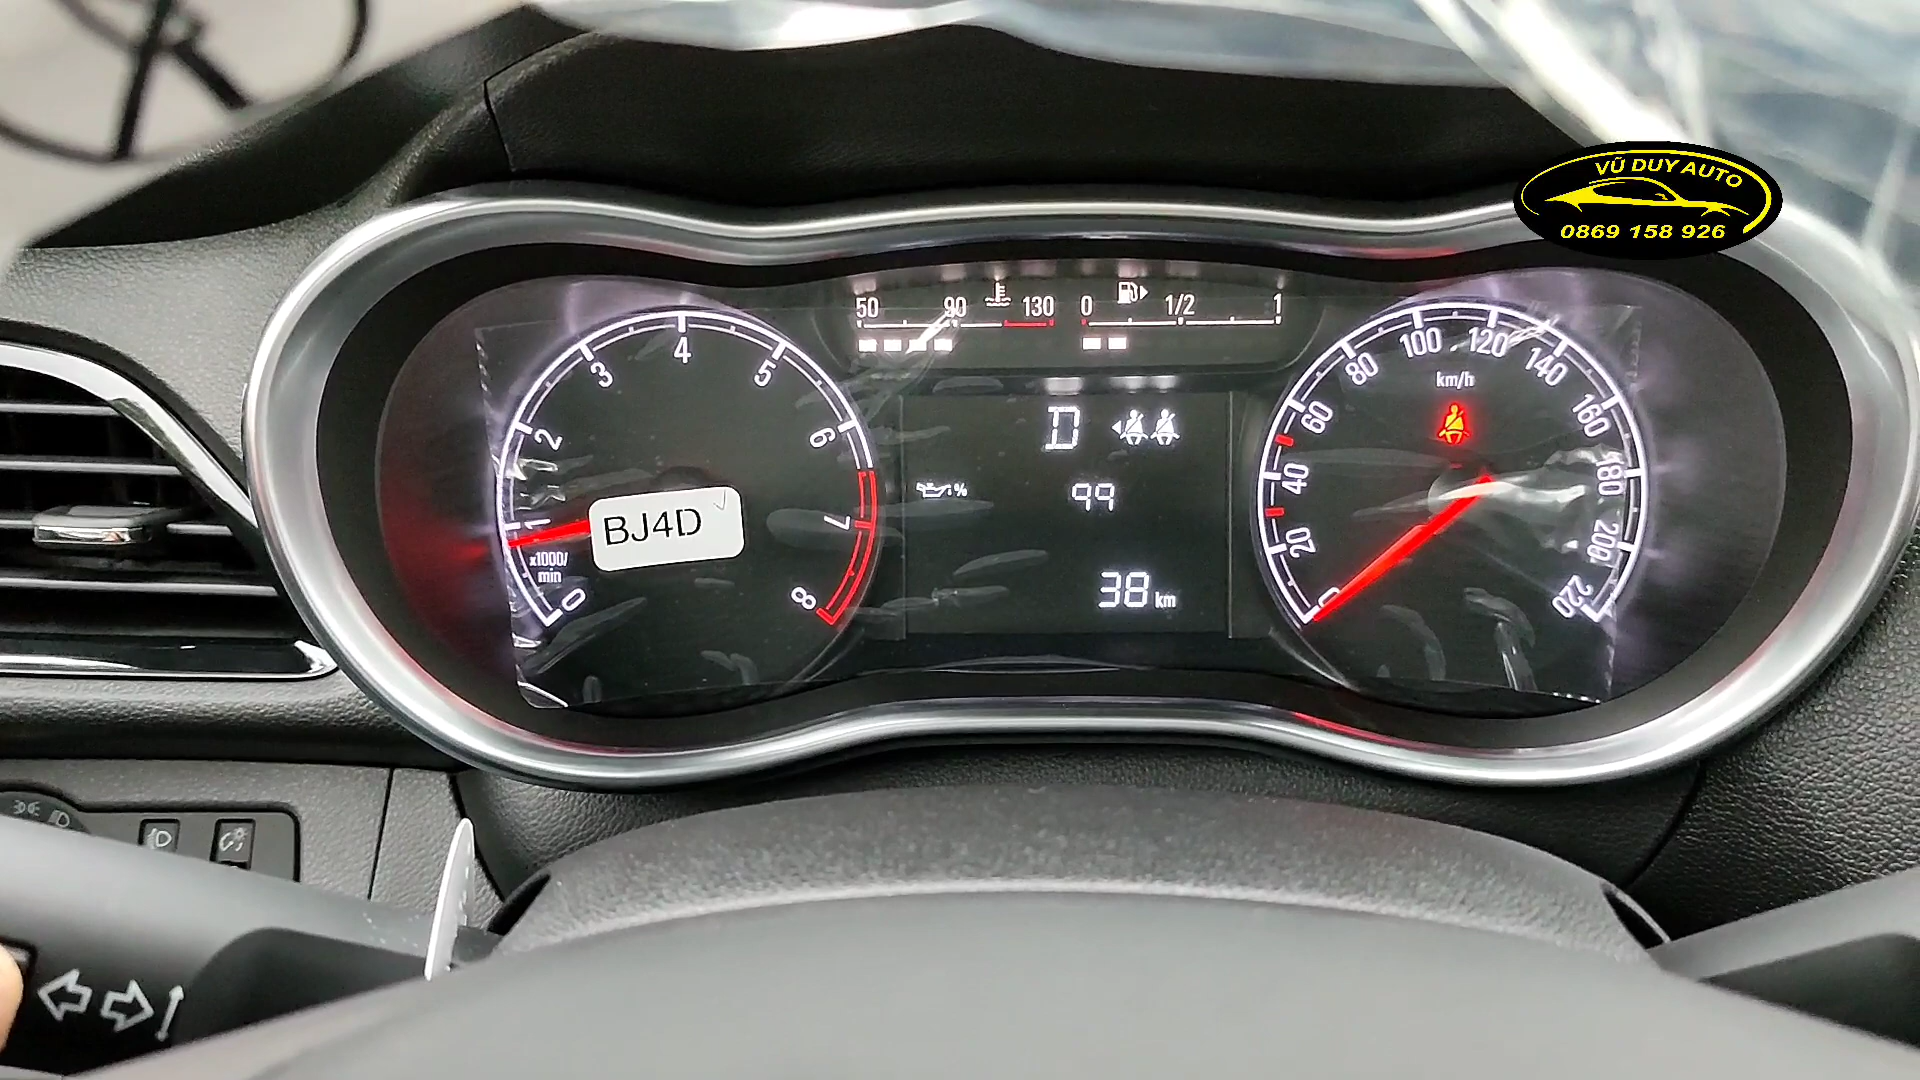 VŨ DUY AUTO
0869 158 926
50 90 130
0 1/2 1
0 1 2 3 4 5 6 7 8
x1000/
min
BJ4D
D
%
99
38 km
0 20 40 60 80 100 120 140 160 180 200 220
km/h